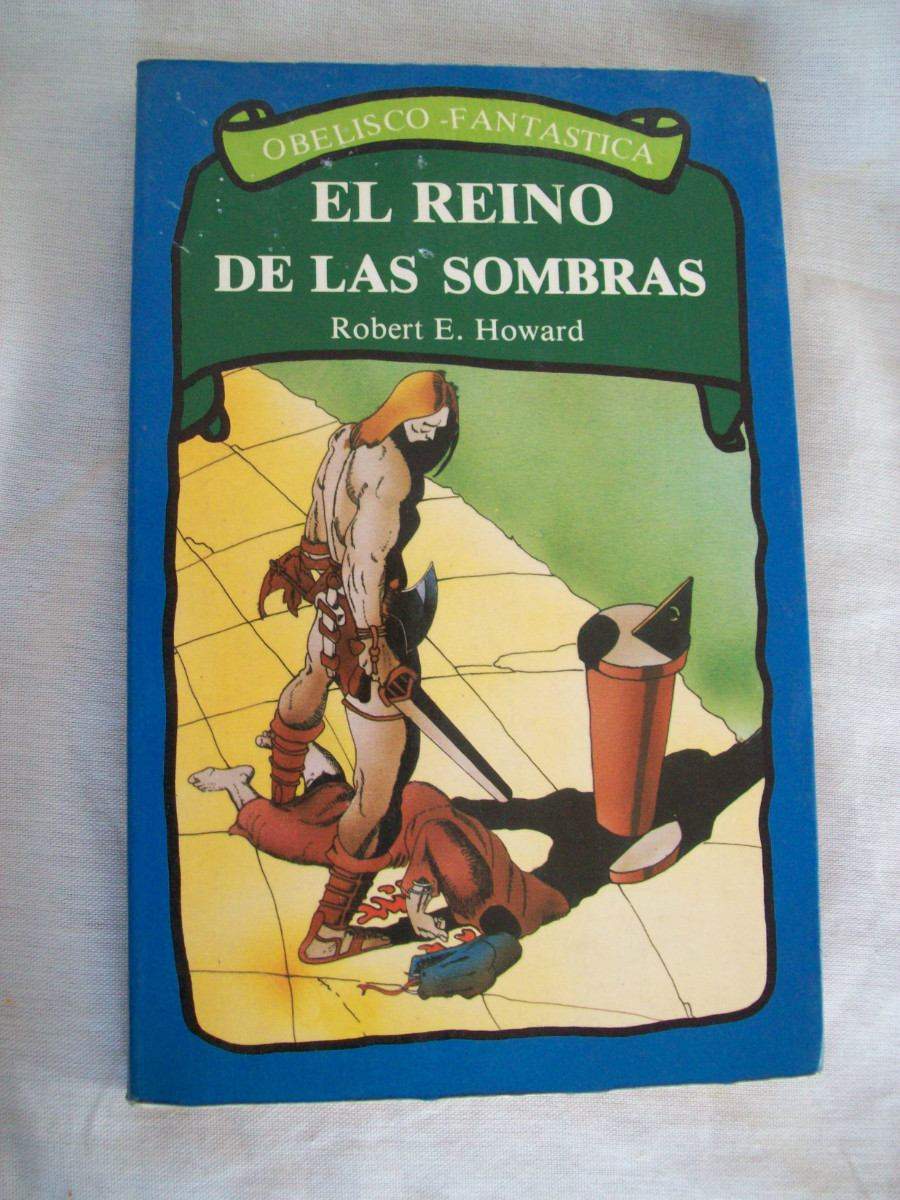 OBELISCO-FANTASTICA
EL REINO
DE LAS SOMBRAS
Robert E. Howard